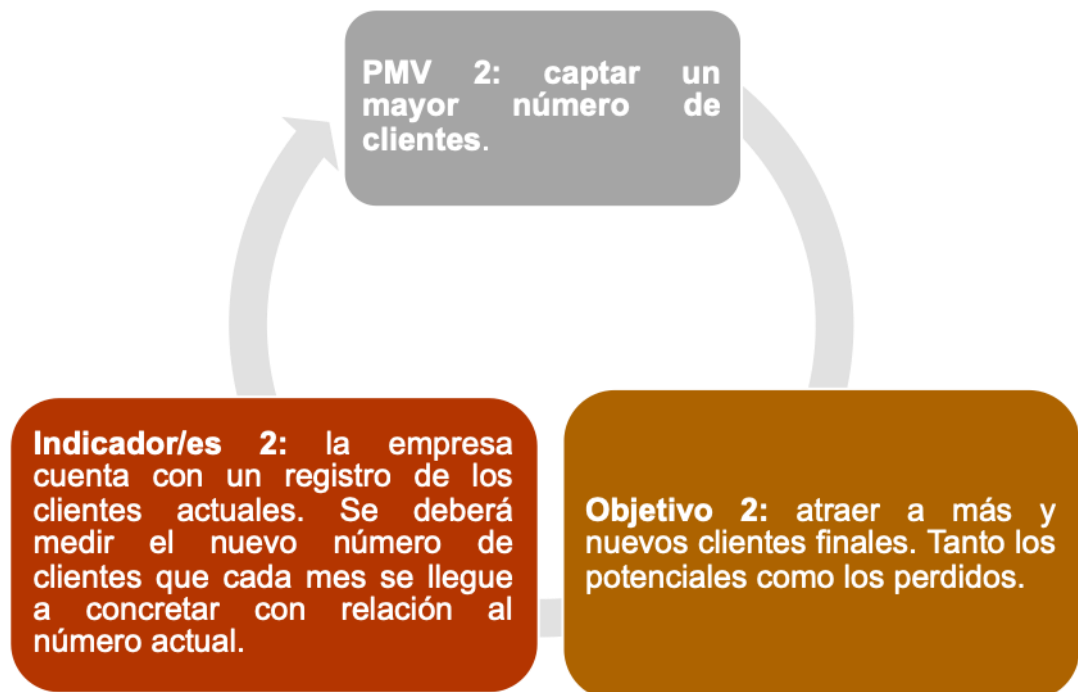 PMV 2: captar un
mayor número de
clientes.
Indicador/es 2: la empresa
cuenta con un registro de los
clientes actuales. Se deberá
medir el nuevo número de
clientes que cada mes se llegue
a concretar con relación al
número actual.
Objetivo 2: atraer a más y
nuevos clientes finales. Tanto los
potenciales como los perdidos.